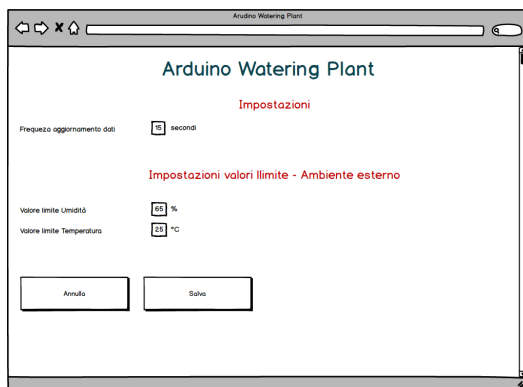 Arudino Watering Plant
Arduino Watering Plant
Impostazioni
Frequeza aggiornamento dati 15 secondi
Impostazioni valori llimite - Ambiente esterno
Valore limite Umidità 65 %
Valore limite Temperatura 25 °C
Annulla Salva